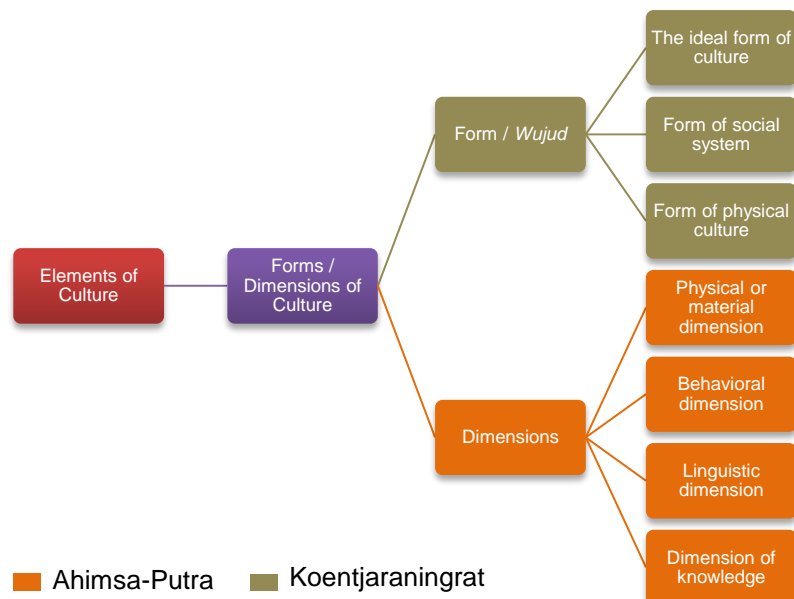 The ideal form of
culture
Form / Wujud
Form of social
system
Form of physical
culture
Elements of
Culture
Forms /
Dimensions of
Culture
Physical or
material
dimension
Behavioral
dimension
Dimensions
Linguistic
dimension
Dimension of
knowledge
Ahimsa-Putra
Koentjaraningrat